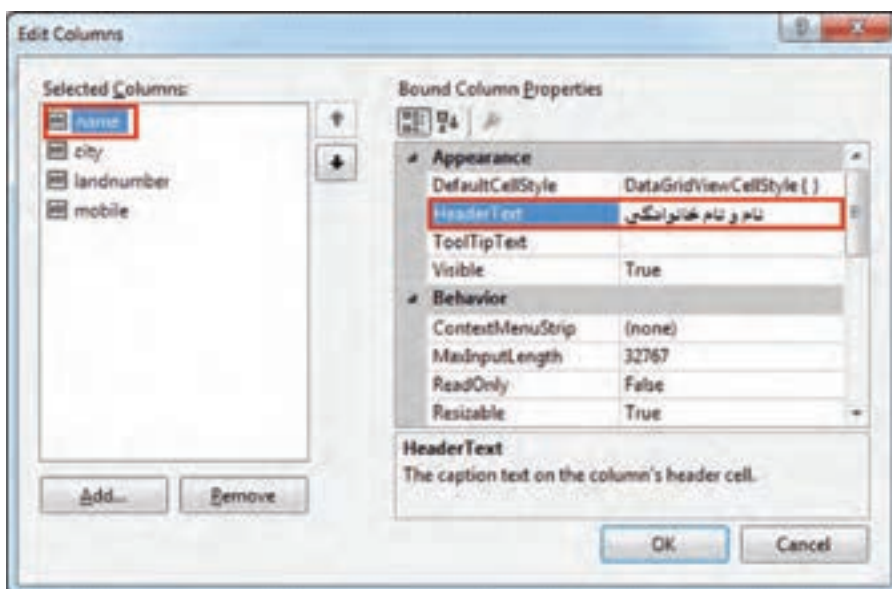 Edit Columns
Selected Columns:
name
city
landnumber
mobile
Add...
Remove
Bound Column Properties
Appearance
DefaultCellStyle DataGridViewCellStyle { }
HeaderText نام و نام خانوادگی
ToolTipText
Visible True
Behavior
ContextMenuStrip (none)
MaxInputLength 32767
ReadOnly False
Resizable True
HeaderText
The caption text on the column's header cell.
OK Cancel